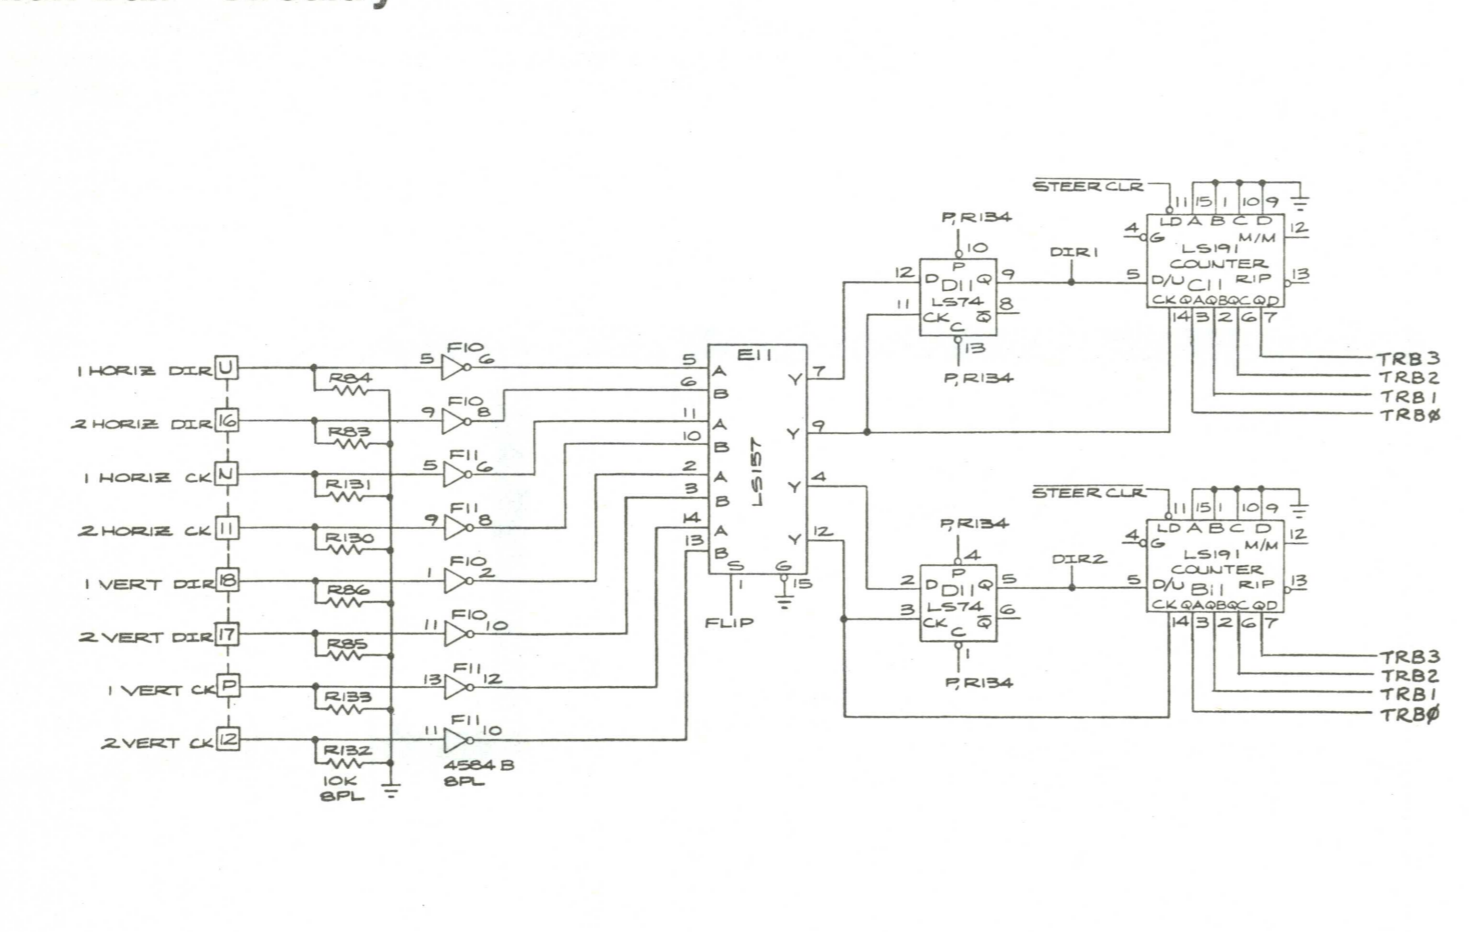 STEER CLR
11 15 1 10 9
P, R134
10
4
LD A B C D
12
G
M/M
LS191
COUNTER
DIR1
12
D
P
Q
9
5
D/U C11 RIP
13
D11
11
LS74
8
CK
Q
CK QA QB QC QD
C
13
14 3 2 6 7
P, R134
E11
TRB3
TRB2
TRB1
TRBØ
1 HORIZ DIR
U
R84
5
F10
6
5
A
Y
7
6
B
2 HORIZ DIR
16
R83
9
F10
8
11
A
Y
9
10
B
1 HORIZ CK
N
R131
5
F11
6
2
A
Y
4
3
B
2 HORIZ CK
11
R130
9
F11
8
14
A
Y
12
13
B
LS157
S
G
1
15
FLIP
1 VERT DIR
18
R86
1
F10
2
2 VERT DIR
17
R85
11
F10
10
1 VERT CK
P
R133
13
F11
12
2 VERT CK
12
R132
11
F11
10
10K
8PL
4584B
8PL
STEER CLR
11 15 1 10 9
P, R134
4
4
LD A B C D
12
G
M/M
LS191
COUNTER
DIR2
2
D
P
Q
5
5
D/U B11 RIP
13
D11
3
LS74
6
CK
Q
CK QA QB QC QD
C
1
14 3 2 6 7
P, R134
TRB3
TRB2
TRB1
TRBØ